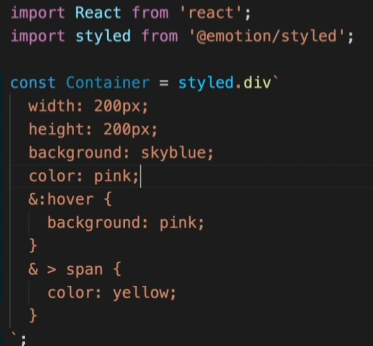 import React from 'react';
import styled from '@emotion/styled';
const Container = styled.div`
width: 200px;
height: 200px;
background: skyblue;
color: pink;
&:hover {
background: pink;
}
& > span {
color: yellow;
}
`;